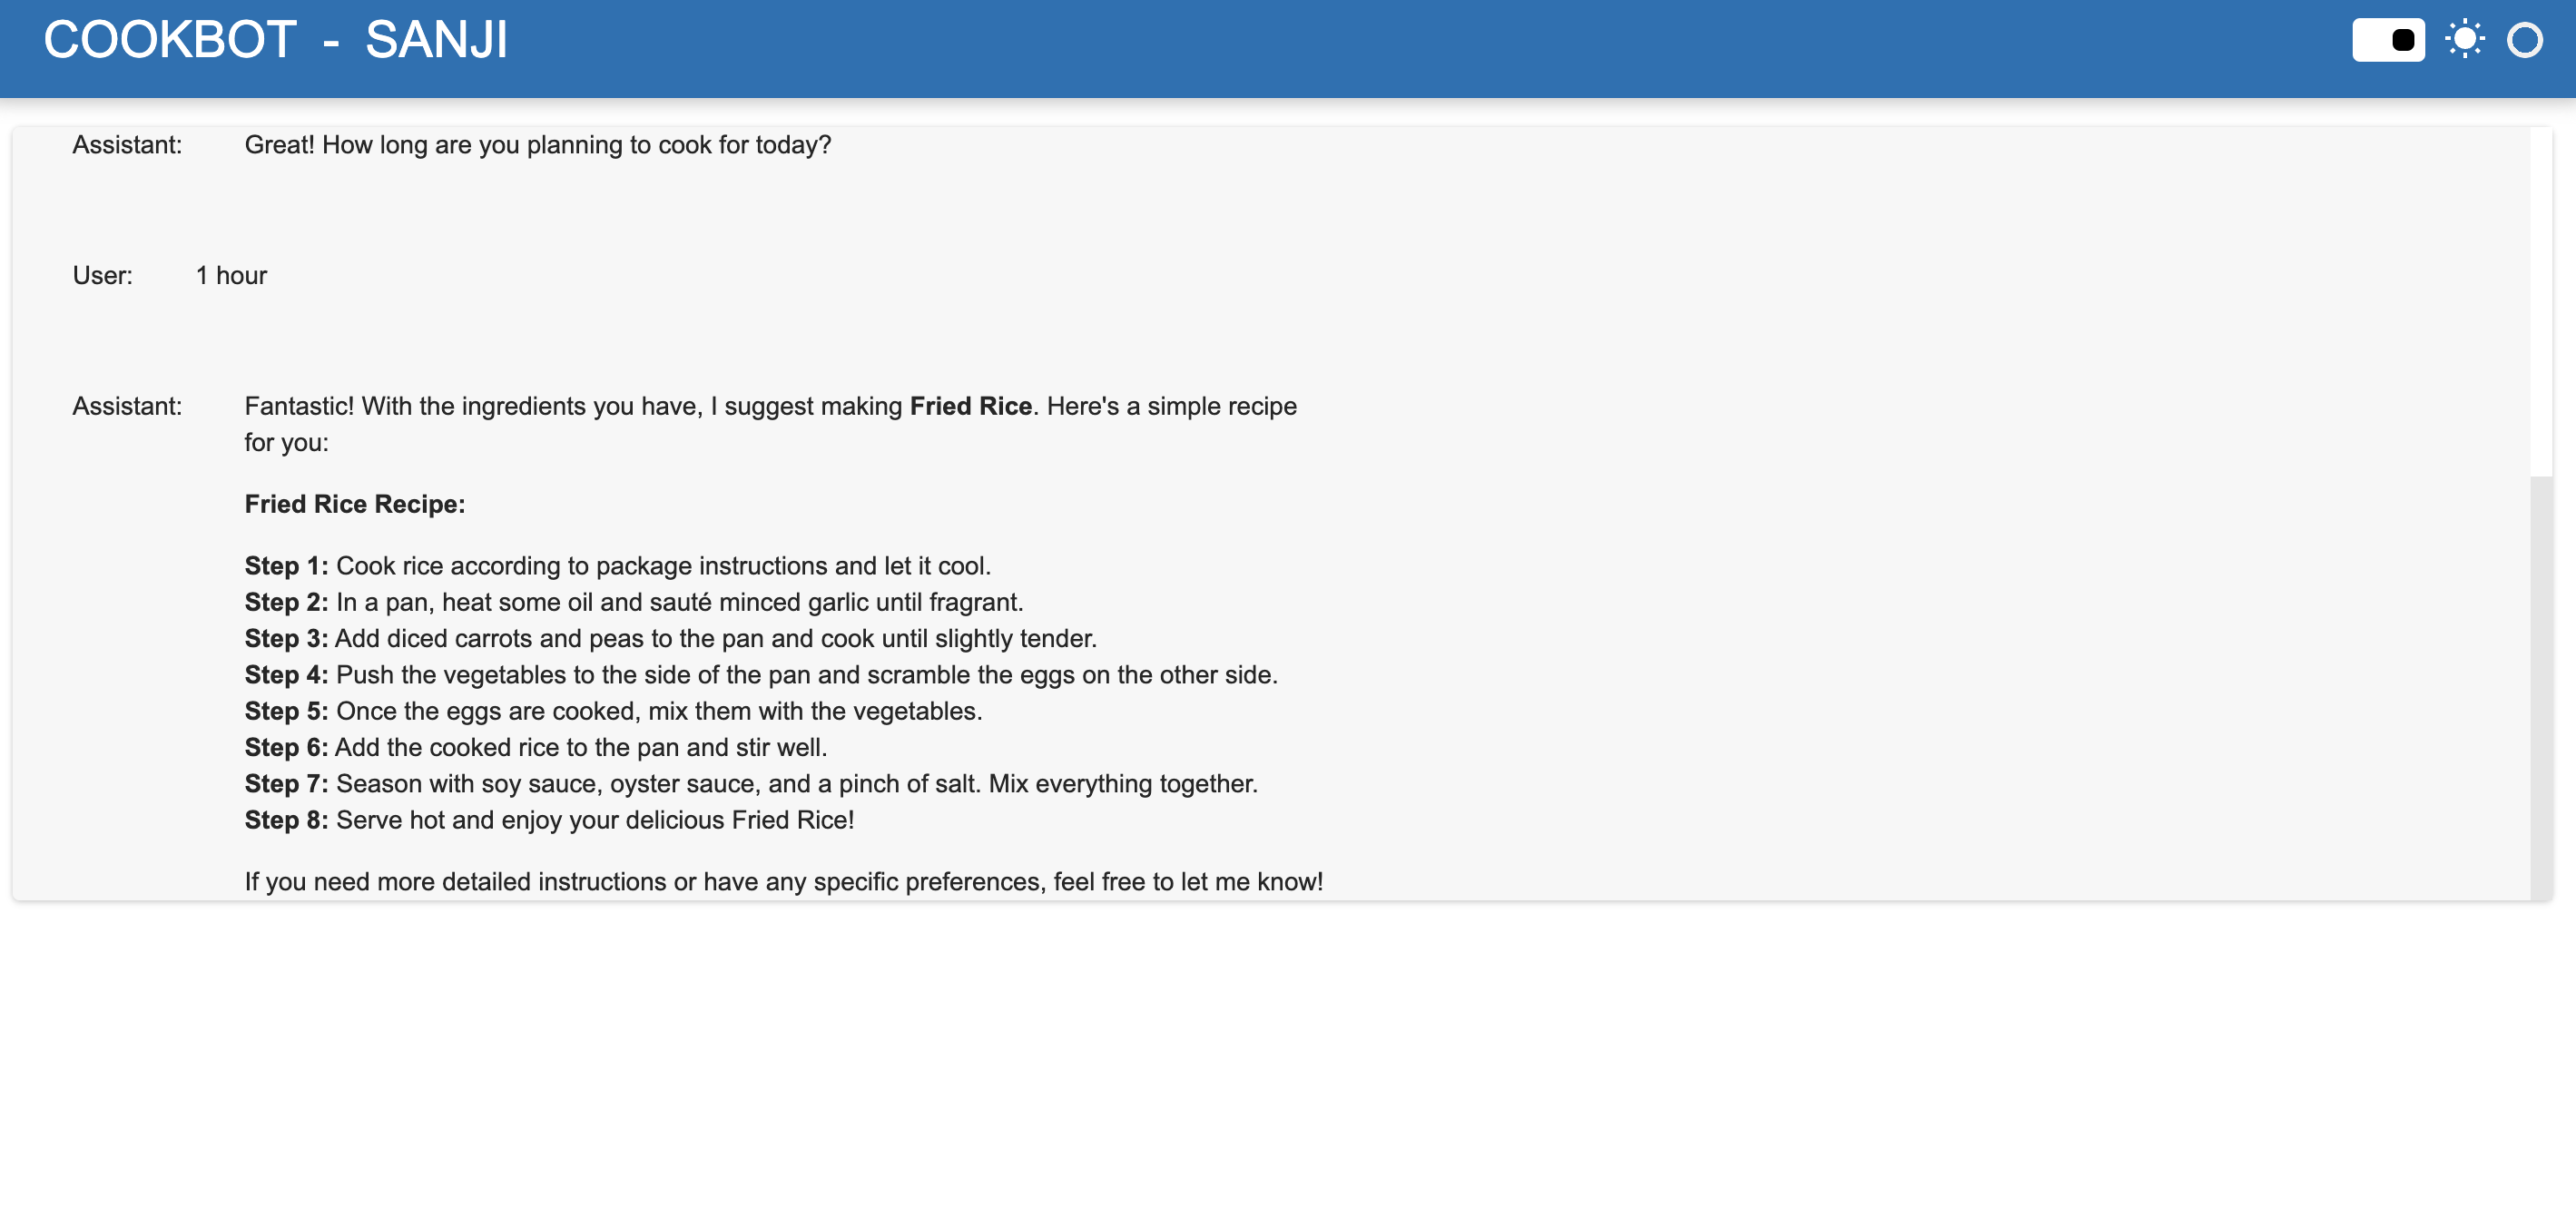 COOKBOT - SANJI
Assistant: Great! How long are you planning to cook for today?
User: 1 hour
Assistant: Fantastic! With the ingredients you have, I suggest making Fried Rice. Here's a simple recipe
for you:
Fried Rice Recipe:
Step 1: Cook rice according to package instructions and let it cool.
Step 2: In a pan, heat some oil and sauté minced garlic until fragrant.
Step 3: Add diced carrots and peas to the pan and cook until slightly tender.
Step 4: Push the vegetables to the side of the pan and scramble the eggs on the other side.
Step 5: Once the eggs are cooked, mix them with the vegetables.
Step 6: Add the cooked rice to the pan and stir well.
Step 7: Season with soy sauce, oyster sauce, and a pinch of salt. Mix everything together.
Step 8: Serve hot and enjoy your delicious Fried Rice!
If you need more detailed instructions or have any specific preferences, feel free to let me know!